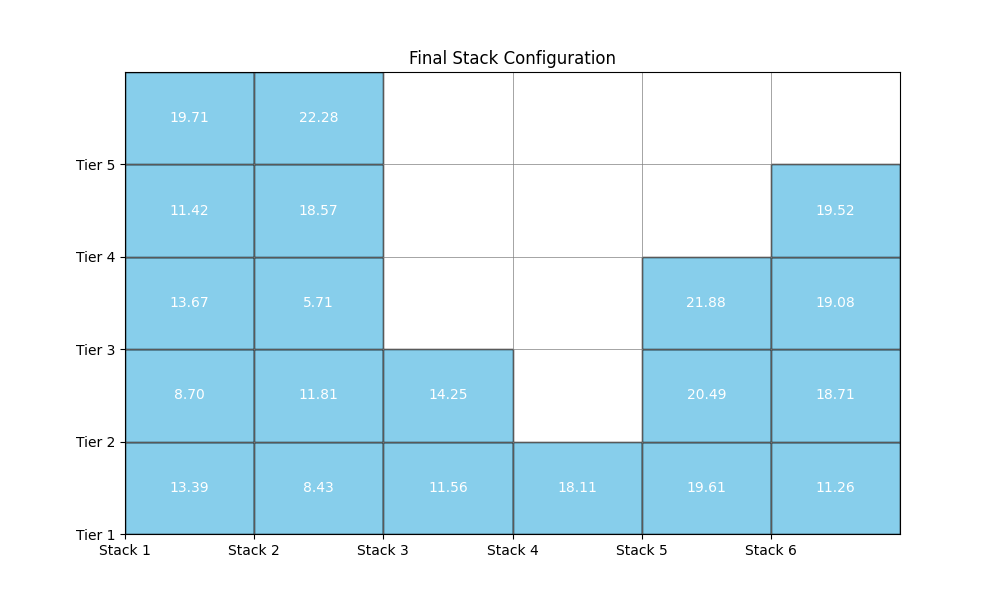 Final Stack Configuration
19.71 22.28
Tier 5
11.42 18.57 19.52
Tier 4
13.67 5.71 21.88 19.08
Tier 3
8.70 11.81 14.25 20.49 18.71
Tier 2
13.39 8.43 11.56 18.11 19.61 11.26
Tier 1
Stack 1 Stack 2 Stack 3 Stack 4 Stack 5 Stack 6